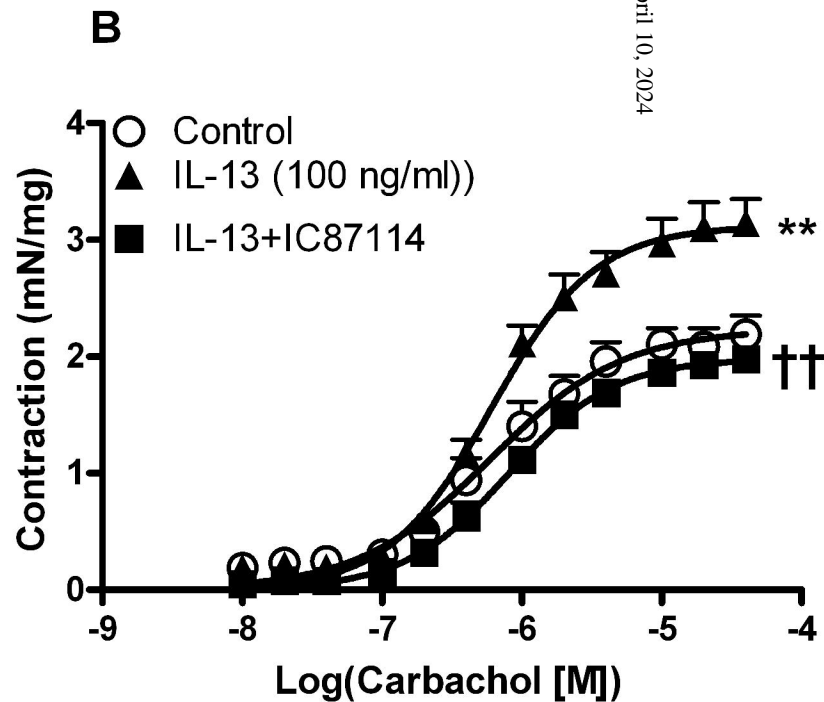 B
pril 10, 2024
Control
IL-13 (100 ng/ml))
IL-13+IC87114
Contraction (mN/mg)
4
3
2
1
0
**
††
-9 -8 -7 -6 -5 -4
Log(Carbachol [M])